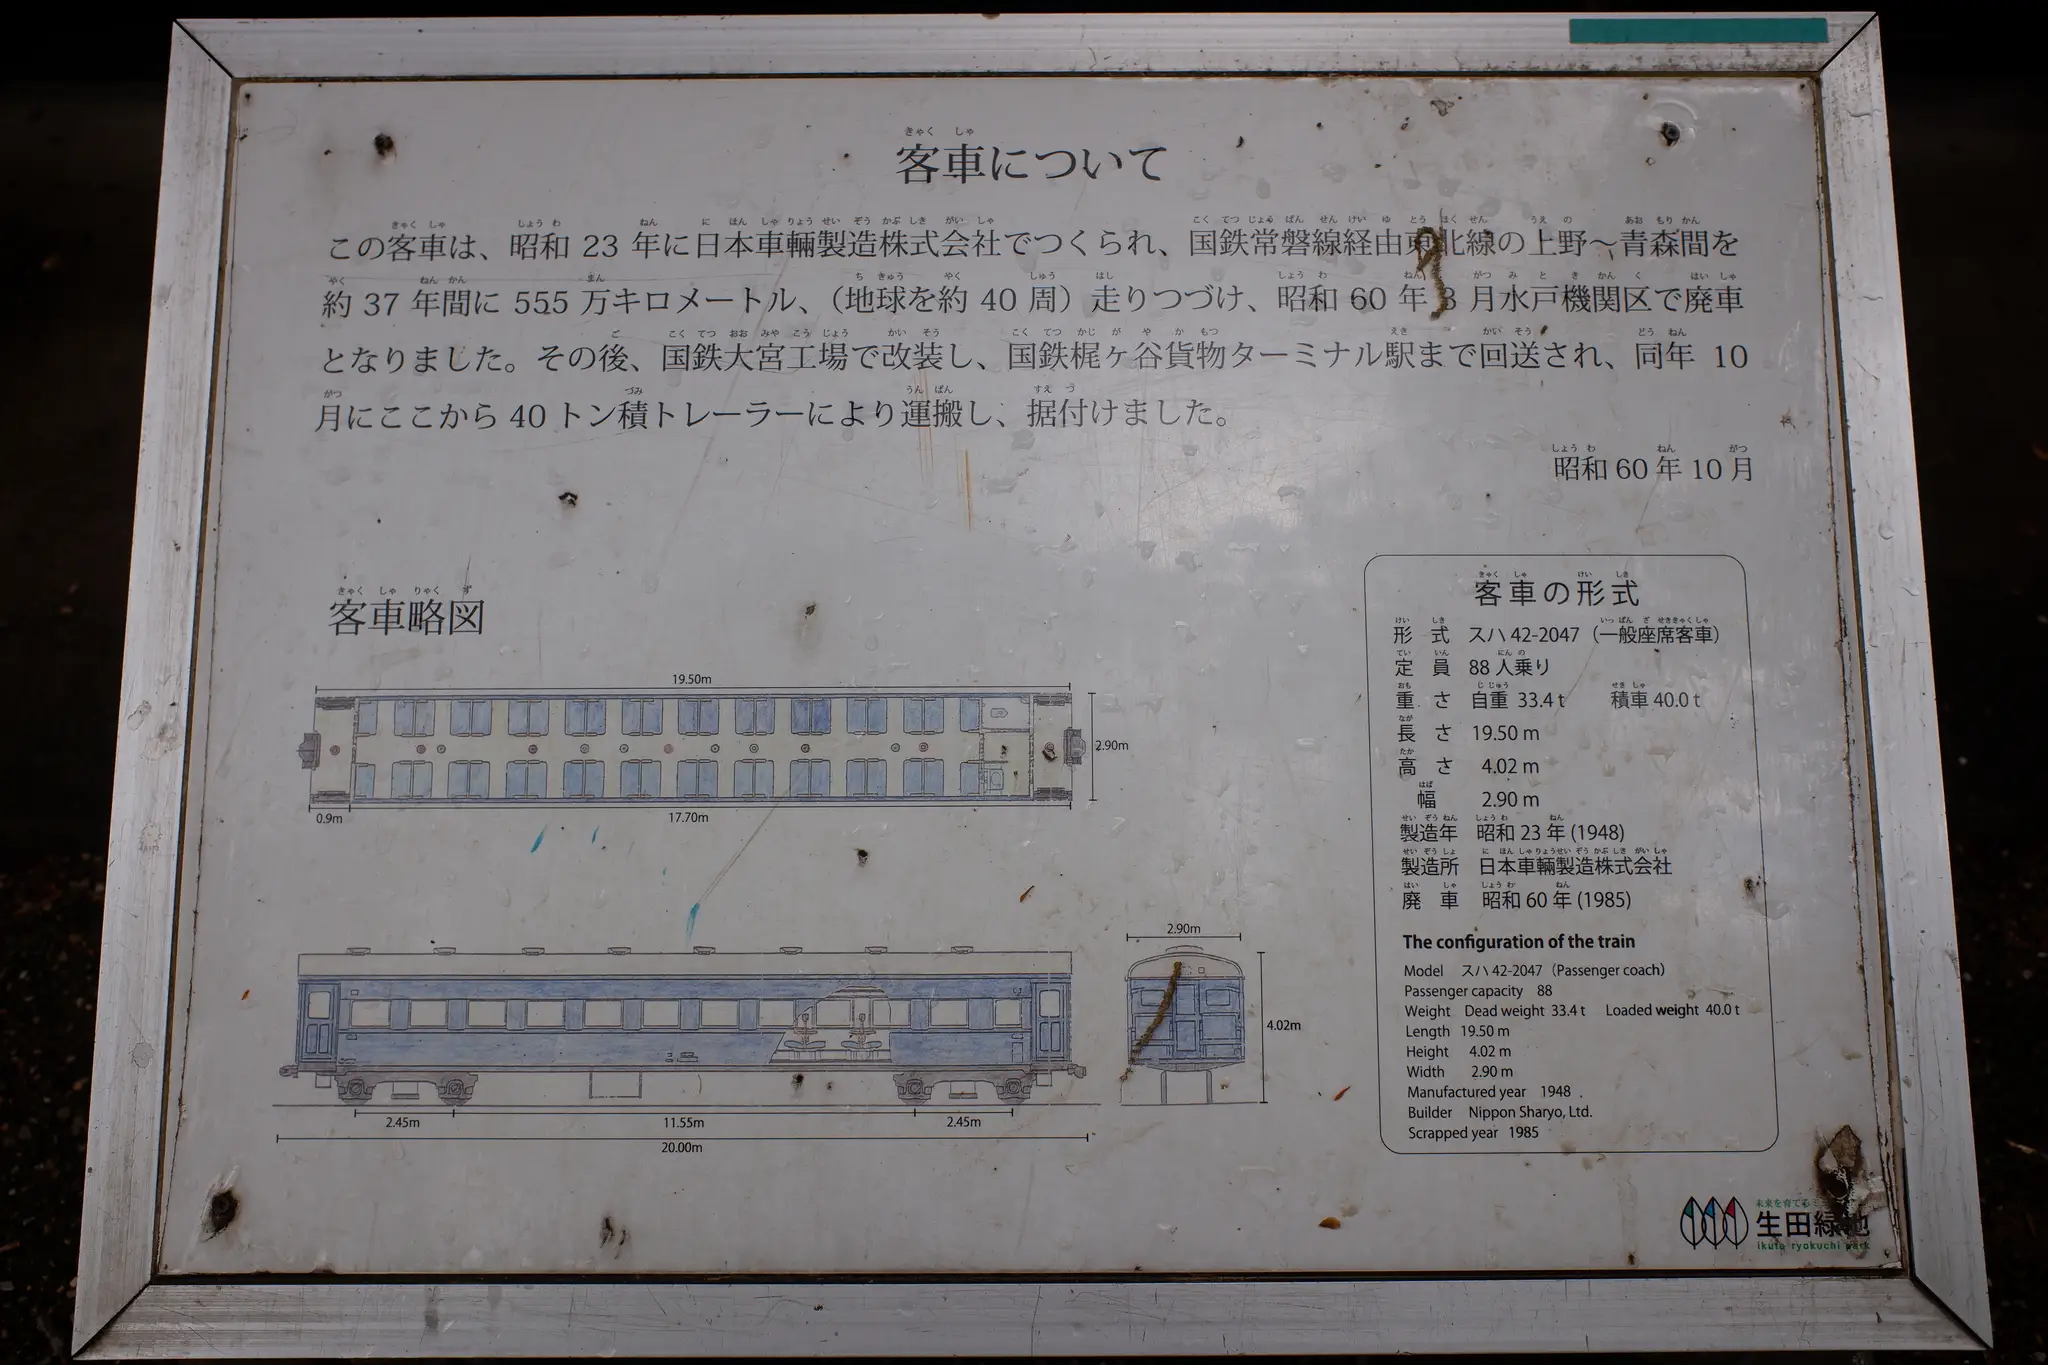 客車について
この客車は、昭和 23 年に日本車輛製造株式会社でつくられ、国鉄常磐線経由東北線の上野～青森間を
約 37 年間に 555 万キロメートル、（地球を約 40 周）走りつづけ、昭和 60 年 3 月水戸機関区で廃車
となりました。その後、国鉄大宮工場で改装し、国鉄梶ヶ谷貨物ターミナル駅まで回送され、同年 10
月にここから 40 トン積トレーラーにより運搬し、据付けました。
昭和 60 年 10 月
客車略図
19.50m
2.90m
0.9m
17.70m
2.90m
4.02m
2.45m
11.55m
2.45m
20.00m
客車の形式
形 式 スハ 42-2047（一般座席客車）
定 員 88 人乗り
重 さ 自重 33.4 t 積車 40.0 t
長 さ 19.50 m
高 さ 4.02 m
幅 2.90 m
製造年 昭和 23 年 (1948)
製造所 日本車輛製造株式会社
廃 車 昭和 60 年 (1985)
The configuration of the train
Model スハ 42-2047（Passenger coach）
Passenger capacity 88
Weight Dead weight 33.4 t Loaded weight 40.0 t
Length 19.50 m
Height 4.02 m
Width 2.90 m
Manufactured year 1948
Builder Nippon Sharyo, Ltd.
Scrapped year 1985
未来を育てる
生田緑地
ikuta ryokuchi park